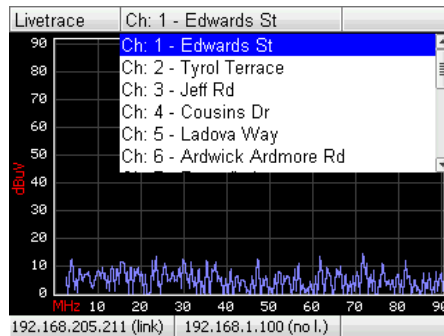 Livetrace
Ch: 1 - Edwards St
Ch: 1 - Edwards St
Ch: 2 - Tyrol Terrace
Ch: 3 - Jeff Rd
Ch: 4 - Cousins Dr
Ch: 5 - Ladova Way
Ch: 6 - Ardwick Ardmore Rd
90
80
70
60
50
40
30
20
10
0
dBuV
MHz 10 20 30 40 50 60 70 80 90
192.168.205.211 (link) 192.168.1.100 (no l.)